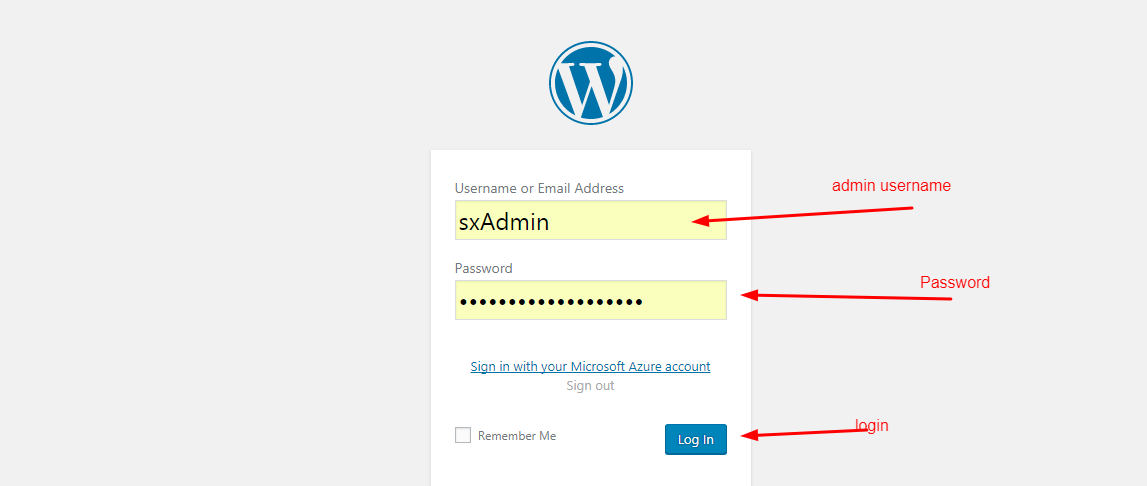 Username or Email Address
admin username
sxAdmin
Password
Password
•••••••••••••••••••
Sign in with your Microsoft Azure account
Sign out
Remember Me
Log In
login